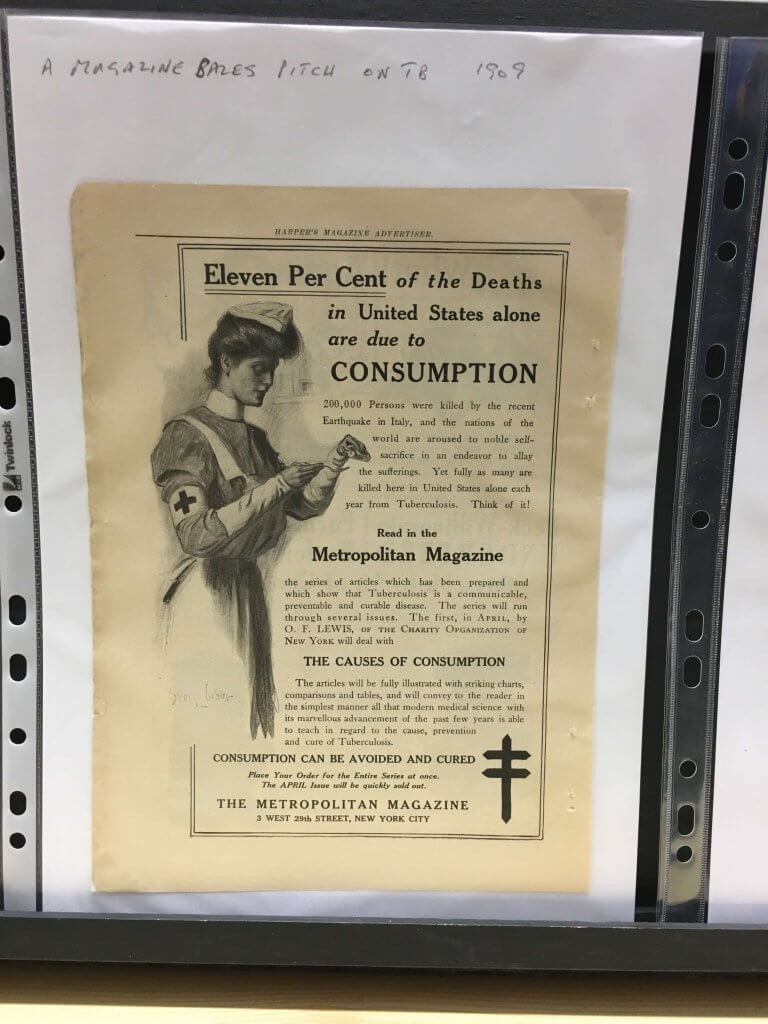 A MAGAZINE BALES PITCH ON TB 1909
HARPER'S MAGAZINE ADVERTISER.
Eleven Per Cent of the Deaths
in United States alone
are due to
CONSUMPTION
200,000 Persons were killed by the recent
Earthquake in Italy, and the nations of the
world are aroused to noble self-
sacrifice in an endeavor to allay
the sufferings. Yet fully as many are
killed here in United States alone each
year from Tuberculosis. Think of it!
Read in the
Metropolitan Magazine
the series of articles which has been prepared and
which show that Tuberculosis is a communicable,
preventable and curable disease. The series will run
through several issues. The first, in APRIL, by
O. F. LEWIS, OF THE CHARITY OPGANIZATION OF
NEW YORK will deal with
THE CAUSES OF CONSUMPTION
The articles will be fully illustrated with striking charts,
comparisons and tables, and will convey to the reader in
the simplest manner all that modern medical science with
its marvellous advancement of the past few years is able
to teach in regard to the cause, prevention
and cure of Tuberculosis.
CONSUMPTION CAN BE AVOIDED AND CURED
Place Your Order for the Entire Series at once.
The APRIL Issue will be quickly sold out.
THE METROPOLITAN MAGAZINE
3 WEST 29th STREET, NEW YORK CITY
Twinlock